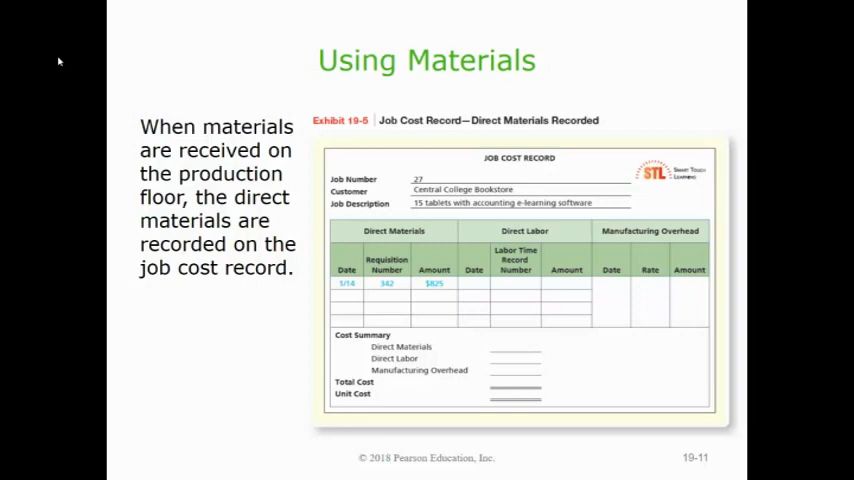 Using Materials
When materials
are received on
the production
floor, the direct
materials are
recorded on the
job cost record.
Exhibit 19-5 | Job Cost Record—Direct Materials Recorded
JOB COST RECORD
STL SMART TOUCH LEARNING
Job Number 27
Customer Central College Bookstore
Job Description 15 tablets with accounting e-learning software
Direct Materials Direct Labor Manufacturing Overhead
Date Requisition Number Amount Date Labor Time Record Number Amount Date Rate Amount
1/14 342 $825
Cost Summary
Direct Materials
Direct Labor
Manufacturing Overhead
Total Cost
Unit Cost
© 2018 Pearson Education, Inc.
19-11